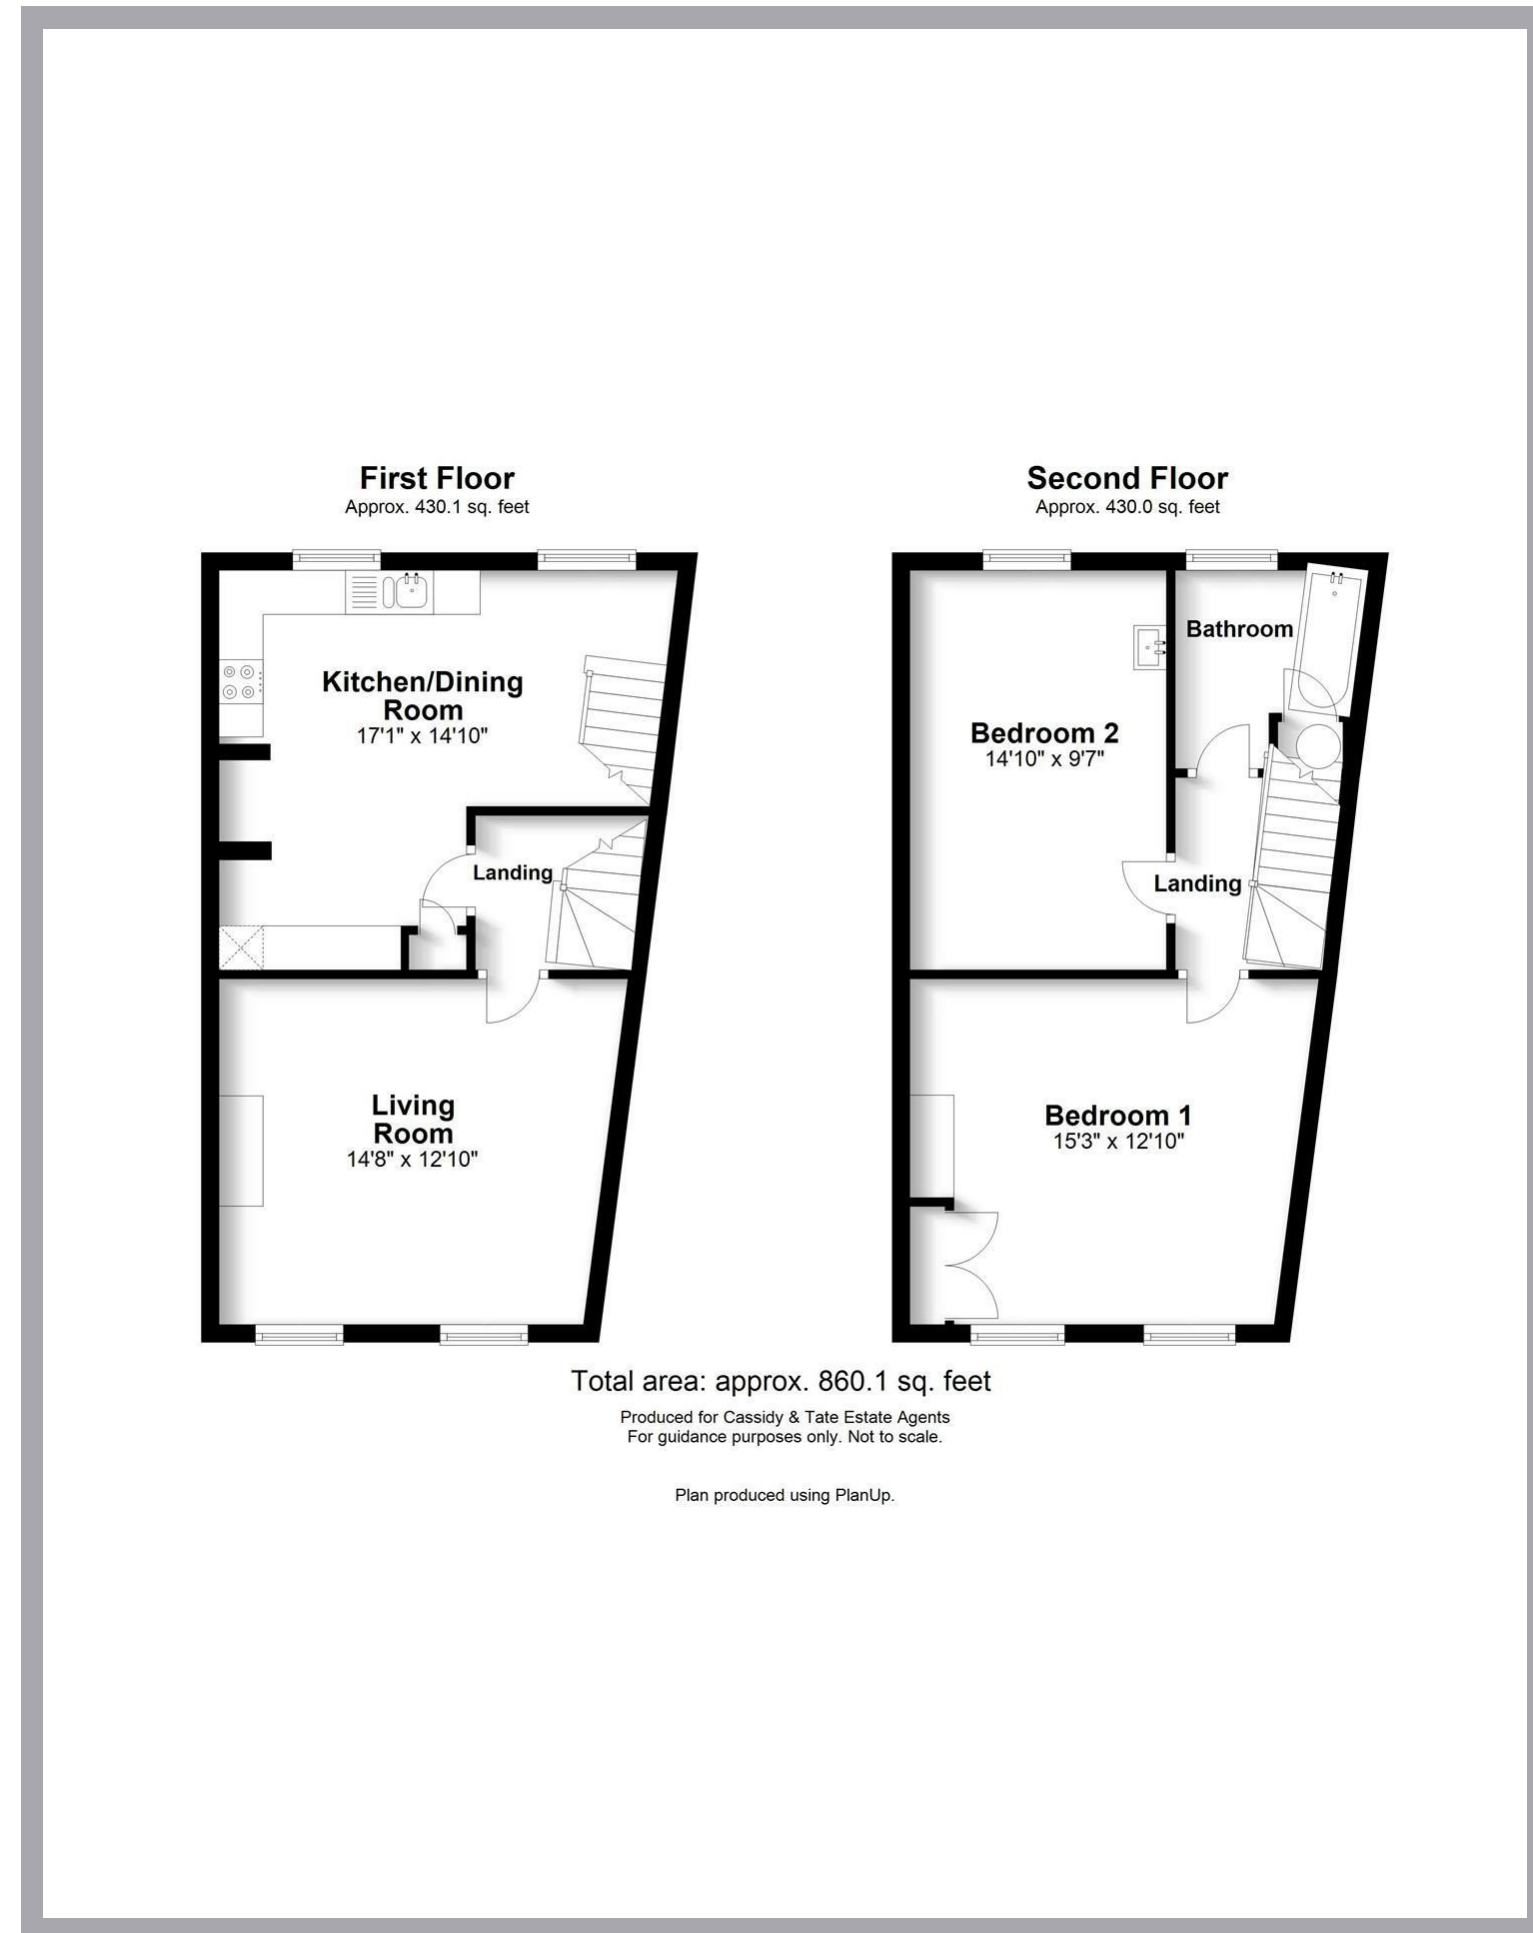 First Floor
Approx. 430.1 sq. feet
Kitchen/Dining
Room
17'1" x 14'10"
Landing
Living
Room
14'8" x 12'10"
Second Floor
Approx. 430.0 sq. feet
Bathroom
Bedroom 2
14'10" x 9'7"
Landing
Bedroom 1
15'3" x 12'10"
Total area: approx. 860.1 sq. feet
Produced for Cassidy & Tate Estate Agents
For guidance purposes only. Not to scale.
Plan produced using PlanUp.